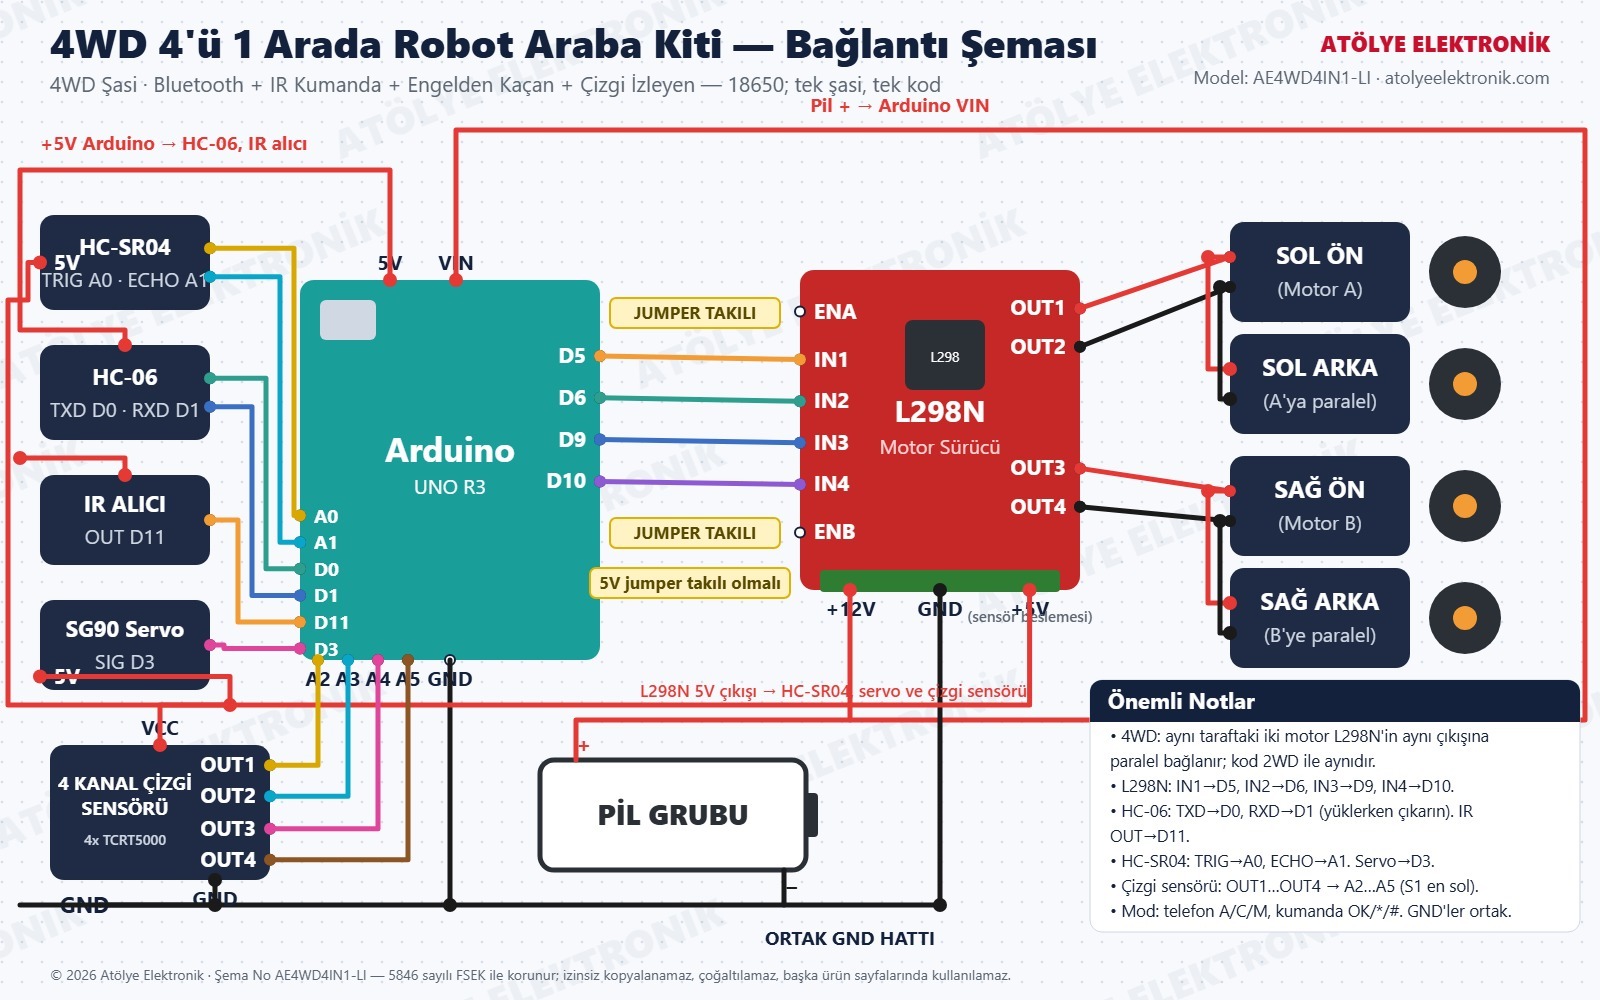 4WD 4'ü 1 Arada Robot Araba Kiti — Bağlantı Şeması
ATÖLYE ELEKTRONİK
4WD Şasi · Bluetooth + IR Kumanda + Engelden Kaçan + Çizgi İzleyen — 18650; tek şasi, tek kod
Model: AE4WD4IN1-LI · atolyeelektronik.com
Pil + → Arduino VIN
+5V Arduino → HC-06, IR alıcı
HC-SR04
5V
TRIG A0 · ECHO A1
HC-06
TXD D0 · RXD D1
IR ALICI
OUT D11
SG90 Servo
SIG D3
5V
5V
VIN
Arduino
UNO R3
D5
D6
D9
D10
A0
A1
D0
D1
D11
D3
A2 A3 A4 A5 GND
JUMPER TAKILI
JUMPER TAKILI
5V jumper takılı olmalı
ENA
IN1
IN2
IN3
IN4
ENB
L298
L298N
Motor Sürücü
OUT1
OUT2
OUT3
OUT4
+12V
GND
+5V
(sensör beslemesi)
SOL ÖN
(Motor A)
SOL ARKA
(A'ya paralel)
SAĞ ÖN
(Motor B)
SAĞ ARKA
(B'ye paralel)
L298N 5V çıkışı → HC-SR04, servo ve çizgi sensörü
VCC
4 KANAL ÇİZGİ
SENSÖRÜ
4x TCRT5000
OUT1
OUT2
OUT3
OUT4
GND
GND
+
PİL GRUBU
–
ORTAK GND HATTI
Önemli Notlar
• 4WD: aynı taraftaki iki motor L298N'in aynı çıkışına
paralel bağlanır; kod 2WD ile aynıdır.
• L298N: IN1→D5, IN2→D6, IN3→D9, IN4→D10.
• HC-06: TXD→D0, RXD→D1 (yüklerken çıkarın). IR
OUT→D11.
• HC-SR04: TRIG→A0, ECHO→A1. Servo→D3.
• Çizgi sensörü: OUT1…OUT4 → A2…A5 (S1 en sol).
• Mod: telefon A/C/M, kumanda OK/*/#. GND'ler ortak.
© 2026 Atölye Elektronik · Şema No AE4WD4IN1-LI — 5846 sayılı FSEK ile korunur; izinsiz kopyalanamaz, çoğaltılamaz, başka ürün sayfalarında kullanılamaz.